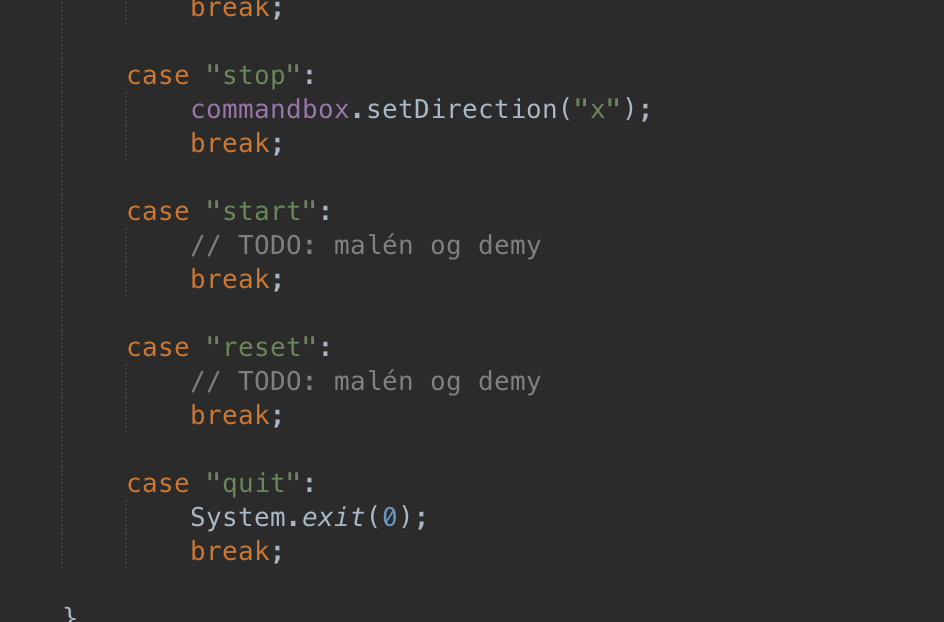 break;
case "stop":
commandbox.setDirection("x");
break;
case "start":
// TODO: malén og demy
break;
case "reset":
// TODO: malén og demy
break;
case "quit":
System.exit(0);
break;
}